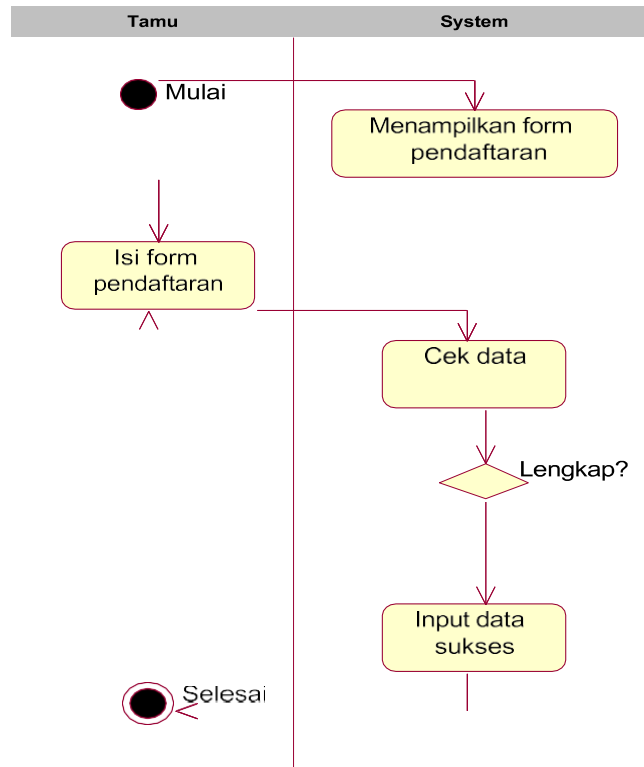 Tamu
System
Mulai
Menampilkan form
pendaftaran
Isi form
pendaftaran
Cek data
Lengkap?
Input data
sukses
Selesai